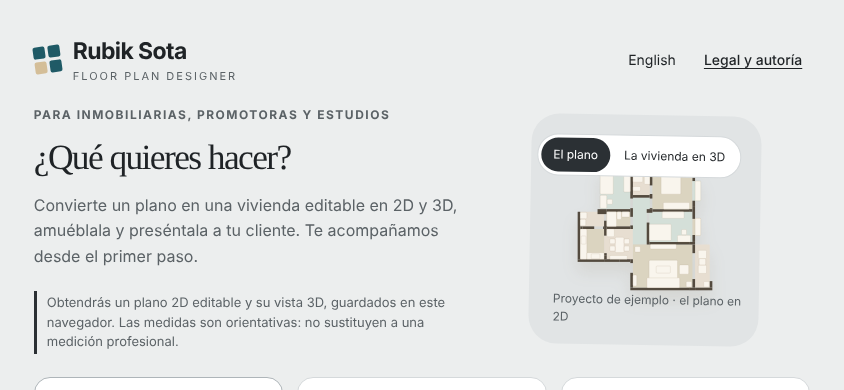 Rubik Sota
FLOOR PLAN DESIGNER
English
Legal y autoría
PARA INMOBILIARIAS, PROMOTORAS Y ESTUDIOS
¿Qué quieres hacer?
Convierte un plano en una vivienda editable en 2D y 3D,
amuéblala y preséntala a tu cliente. Te acompañamos
desde el primer paso.
Obtendrás un plano 2D editable y su vista 3D, guardados en este
navegador. Las medidas son orientativas: no sustituyen a una
medición profesional.
El plano
La vivienda en 3D
Proyecto de ejemplo · el plano en
2D